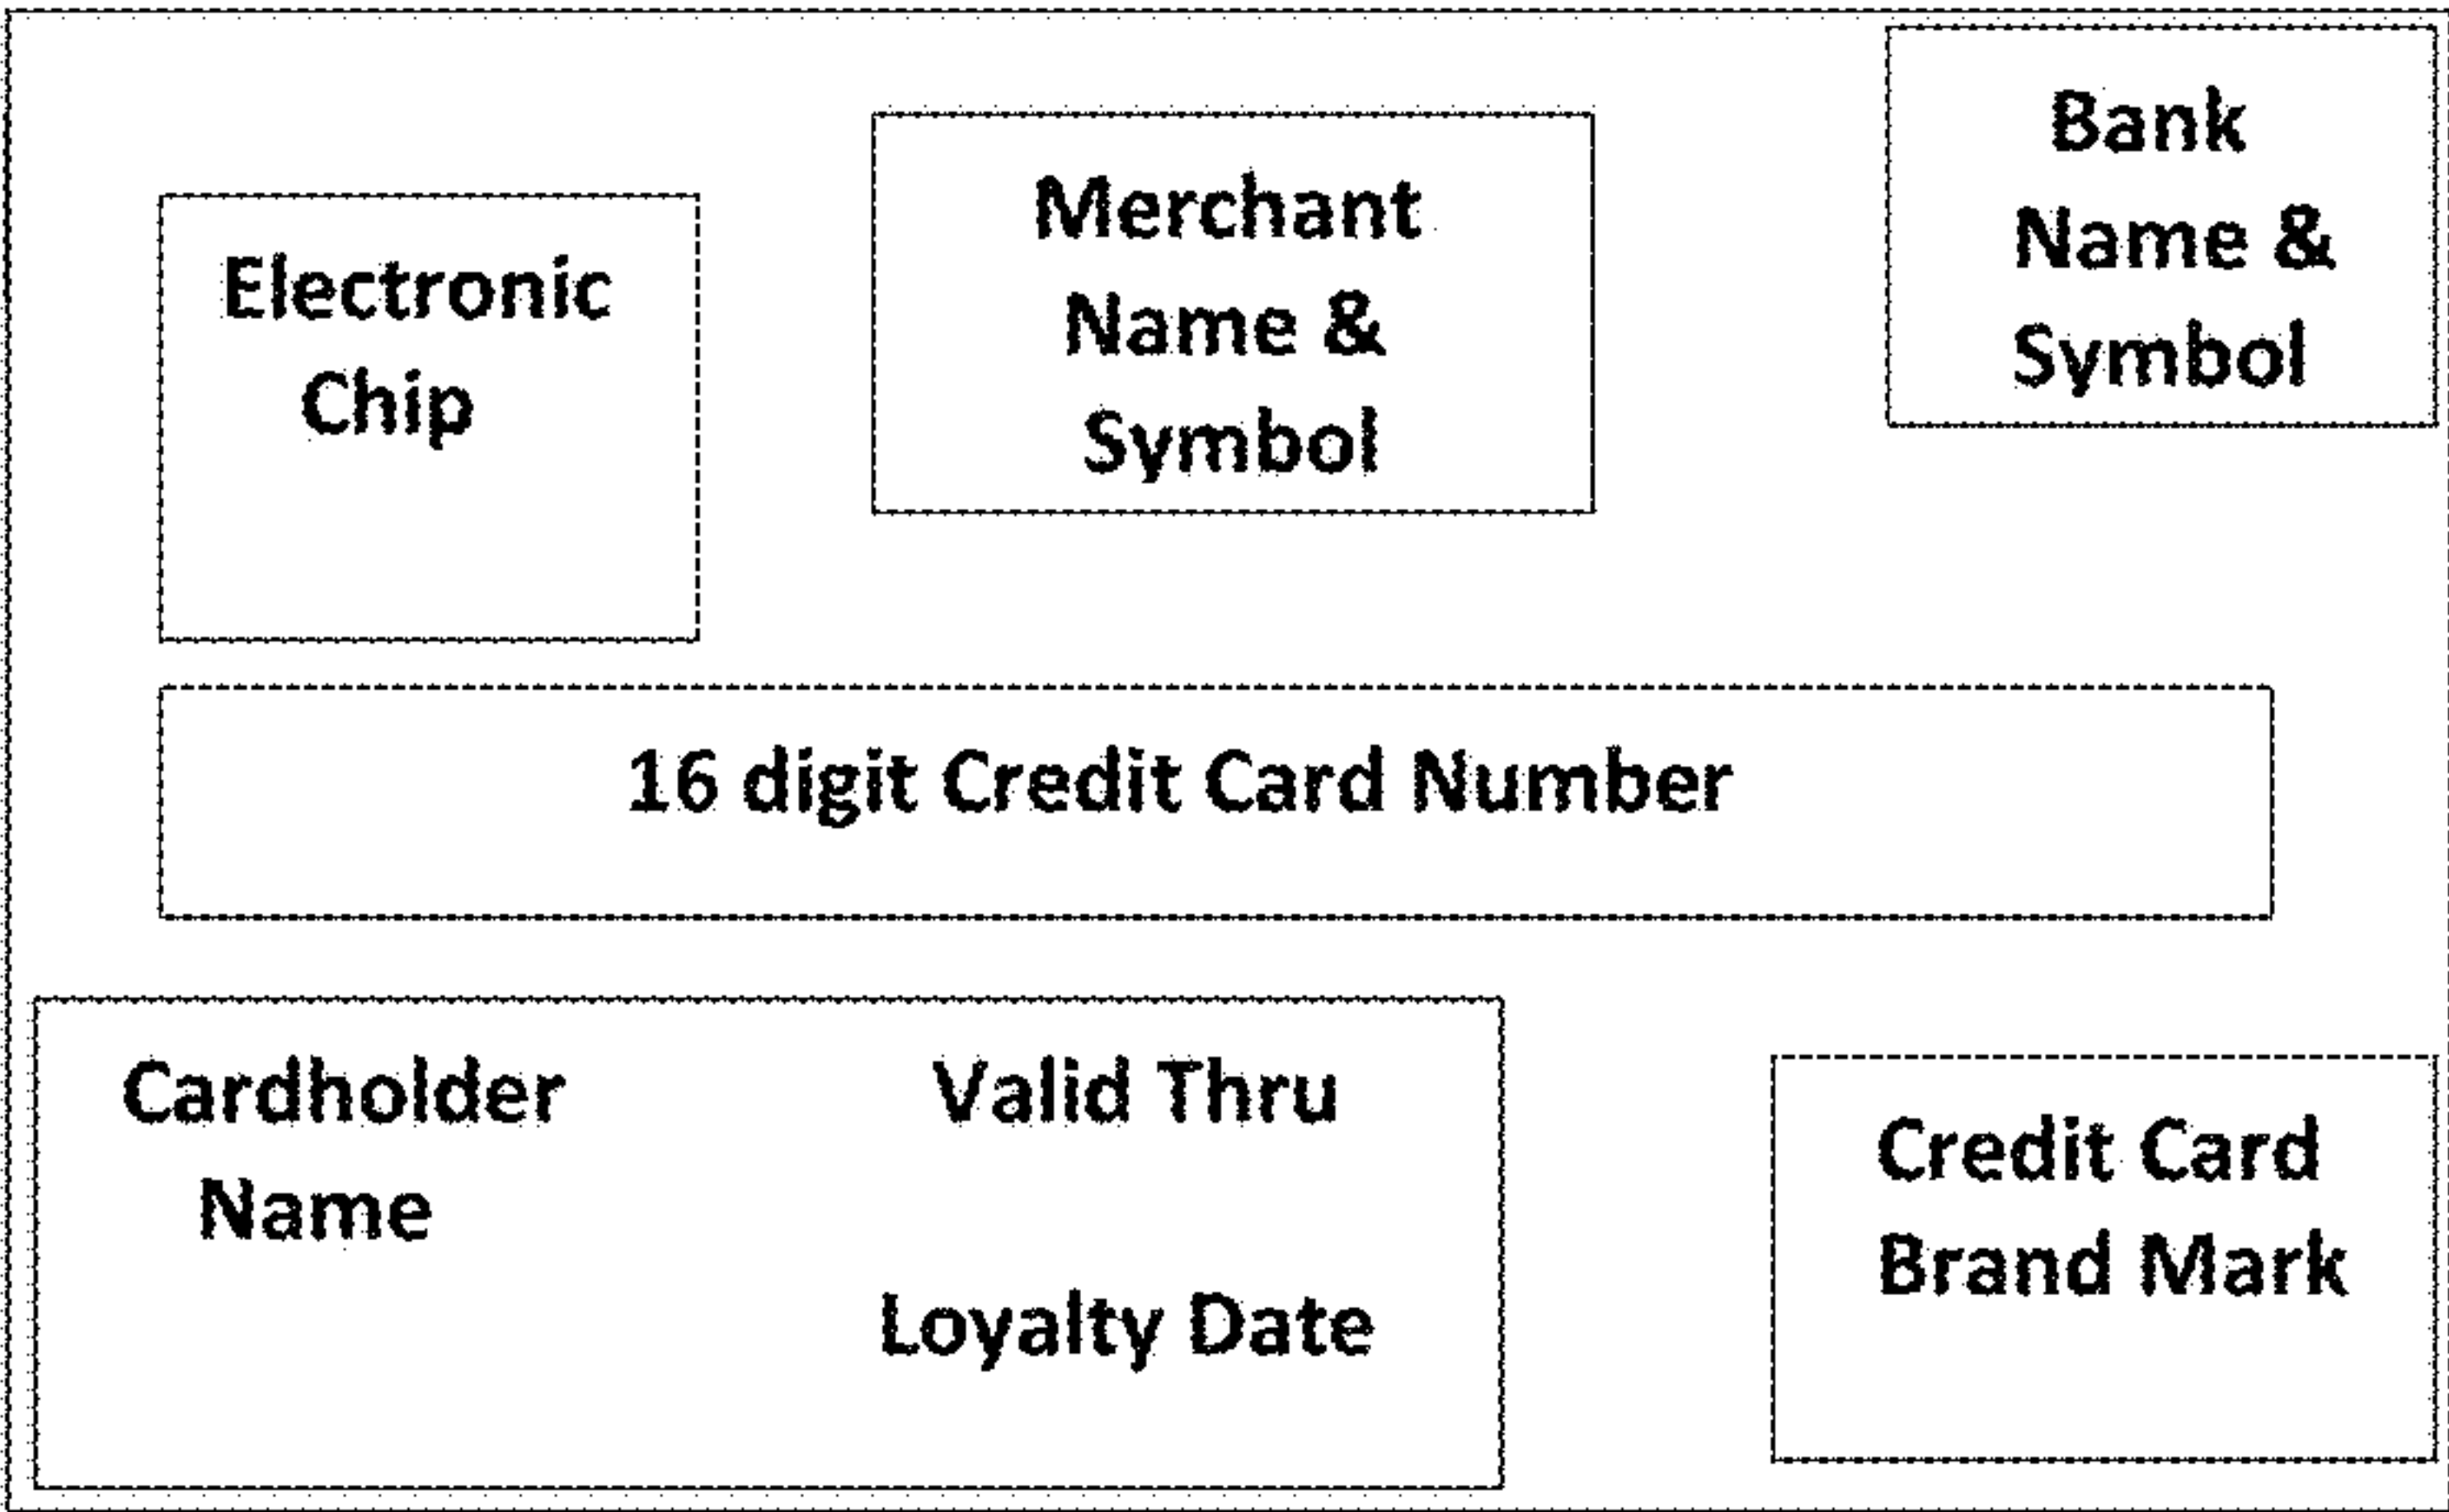 Electronic
Chip
Merchant
Name &
Symbol
Bank
Name &
Symbol
16 digit Credit Card Number
Cardholder
Name
Valid Thru
Loyalty Date
Credit Card
Brand Mark